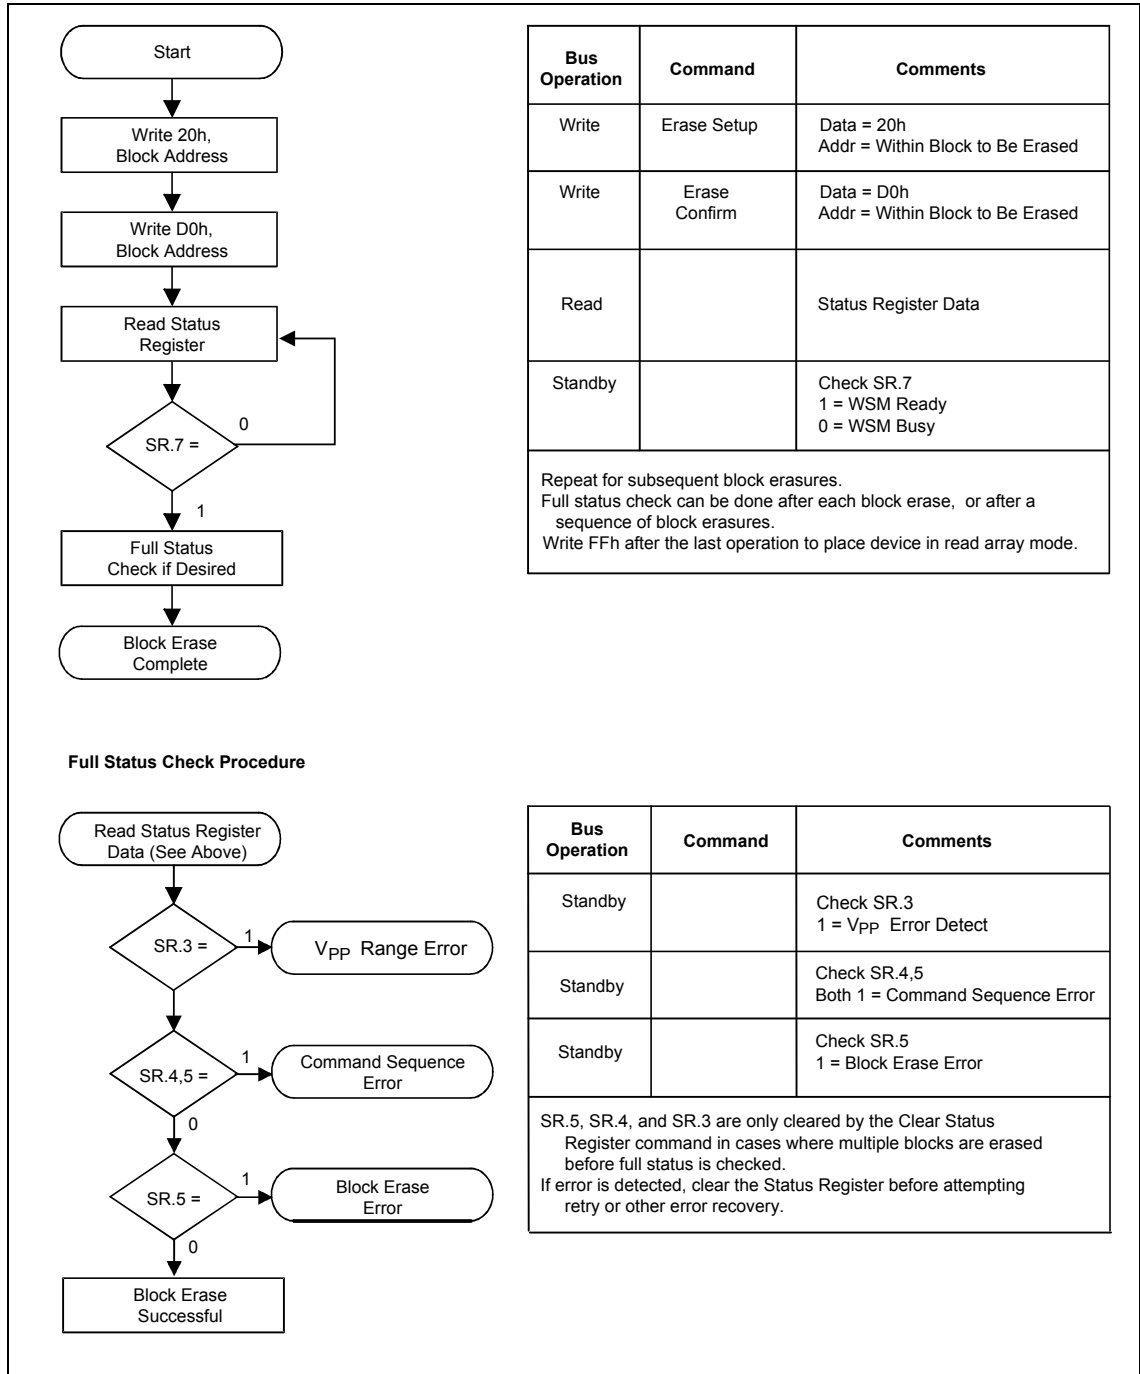 Start
Write 20h,
Block Address
Write D0h,
Block Address
Read Status
Register
SR.7 =
0
1
Full Status
Check if Desired
Block Erase
Complete
Bus
Operation
Command
Comments
Write
Erase Setup
Data = 20h
Addr = Within Block to Be Erased
Write
Erase
Confirm
Data = D0h
Addr = Within Block to Be Erased
Read
Status Register Data
Standby
Check SR.7
1 = WSM Ready
0 = WSM Busy
Repeat for subsequent block erasures.
Full status check can be done after each block erase, or after a
sequence of block erasures.
Write FFh after the last operation to place device in read array mode.
Full Status Check Procedure
Read Status Register
Data (See Above)
SR.3 =
1
VPP Range Error
SR.4,5 =
1
Command Sequence
Error
0
SR.5 =
1
Block Erase
Error
0
Block Erase
Successful
Bus
Operation
Command
Comments
Standby
Check SR.3
1 = VPP Error Detect
Standby
Check SR.4,5
Both 1 = Command Sequence Error
Standby
Check SR.5
1 = Block Erase Error
SR.5, SR.4, and SR.3 are only cleared by the Clear Status
Register command in cases where multiple blocks are erased
before full status is checked.
If error is detected, clear the Status Register before attempting
retry or other error recovery.